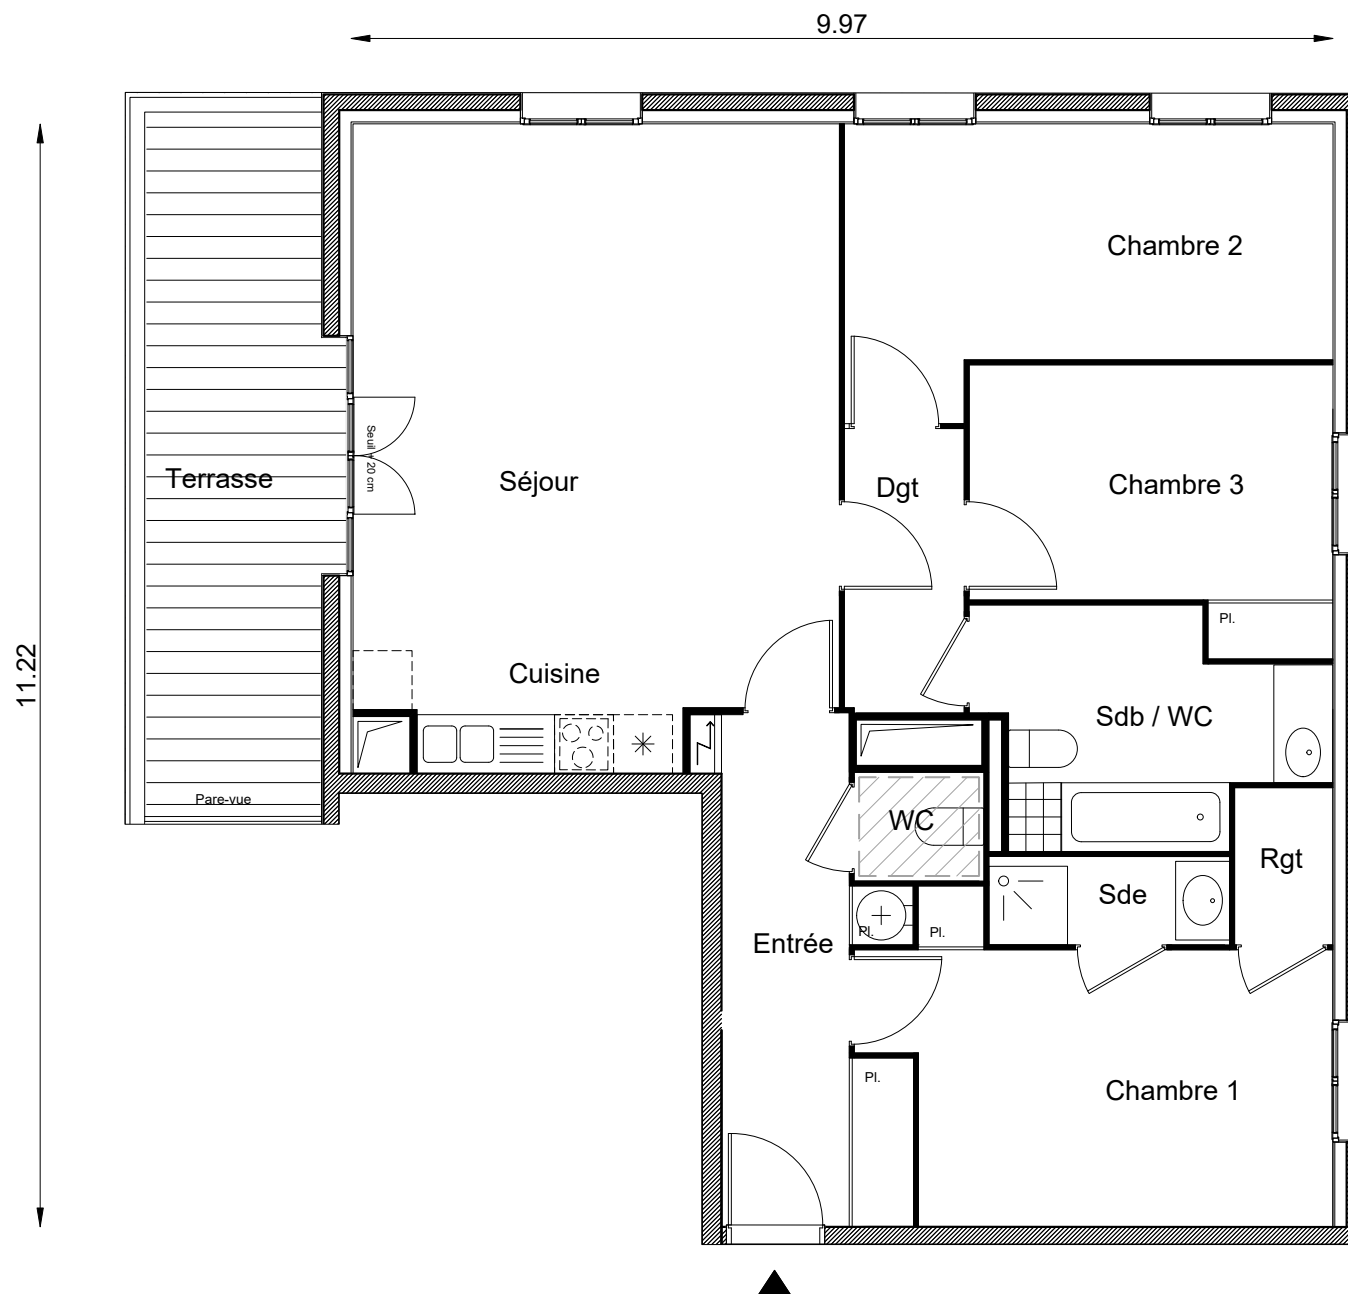 9.97
Chambre 2
Seuil + 20 cm
Terrasse
Séjour
Dgt
Chambre 3
11.22
Cuisine
Pl.
Sdb / WC
Pare-vue
WC
Rgt
Sde
Entrée
Pl.
Pl.
Pl.
Chambre 1